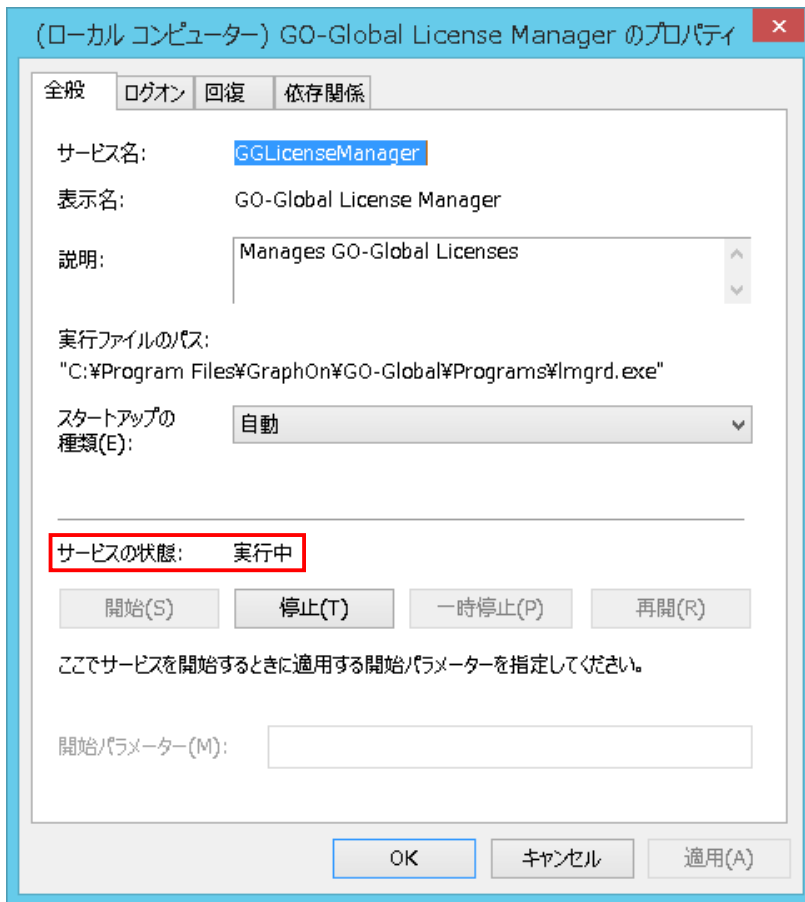 (ローカル コンピューター) GO-Global License Manager のプロパティ
全般 ログオン 回復 依存関係
サービス名: GGLicenseManager
表示名: GO-Global License Manager
説明: Manages GO-Global Licenses
実行ファイルのパス:
"C:¥Program Files¥GraphOn¥GO-Global¥Programs¥lmgrd.exe"
スタートアップの
種類(E): 自動
サービスの状態: 実行中
開始(S) 停止(T) 一時停止(P) 再開(R)
ここでサービスを開始するときに適用する開始パラメーターを指定してください。
開始パラメーター(M):
OK キャンセル 適用(A)